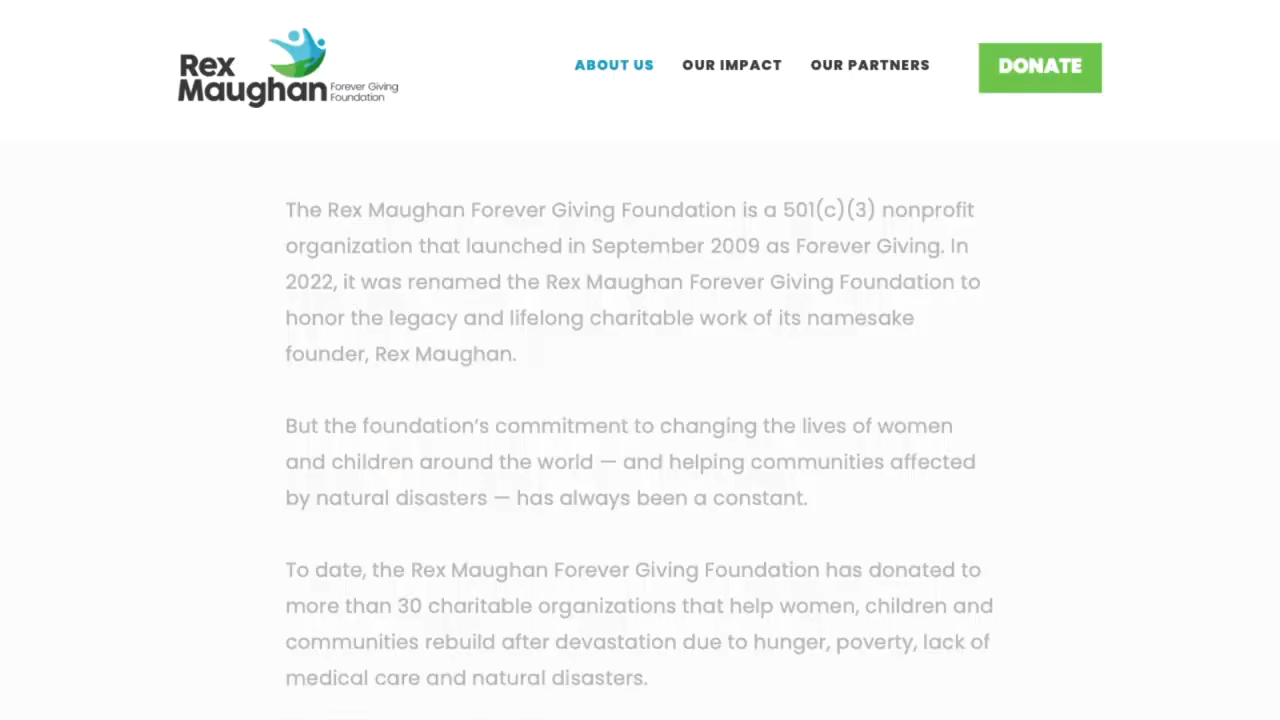 Rex
Maughan Forever Giving
Foundation
ABOUT US OUR IMPACT OUR PARTNERS DONATE
The Rex Maughan Forever Giving Foundation is a 501(c)(3) nonprofit
organization that launched in September 2009 as Forever Giving. In
2022, it was renamed the Rex Maughan Forever Giving Foundation to
honor the legacy and lifelong charitable work of its namesake
founder, Rex Maughan.
But the foundation’s commitment to changing the lives of women
and children around the world — and helping communities affected
by natural disasters — has always been a constant.
To date, the Rex Maughan Forever Giving Foundation has donated to
more than 30 charitable organizations that help women, children and
communities rebuild after devastation due to hunger, poverty, lack of
medical care and natural disasters.